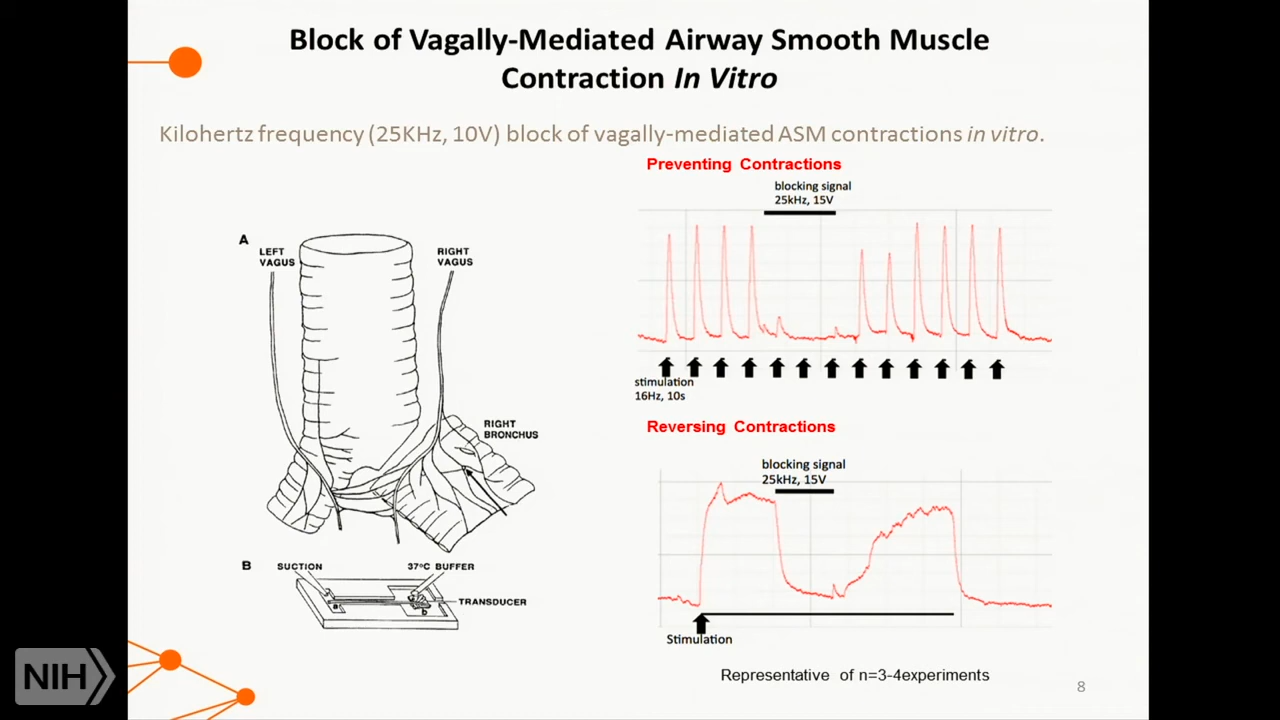 Block of Vagally-Mediated Airway Smooth Muscle
Contraction In Vitro
Kilohertz frequency (25KHz, 10V) block of vagally-mediated ASM contractions in vitro.
A
LEFT
VAGUS
RIGHT
VAGUS
RIGHT
BRONCHUS
B
SUCTION
37°C BUFFER
TRANSDUCER
a
b
Preventing Contractions
blocking signal
25kHz, 15V
stimulation
16Hz, 10s
Reversing Contractions
blocking signal
25kHz, 15V
Stimulation
Representative of n=3-4experiments
8
NIH